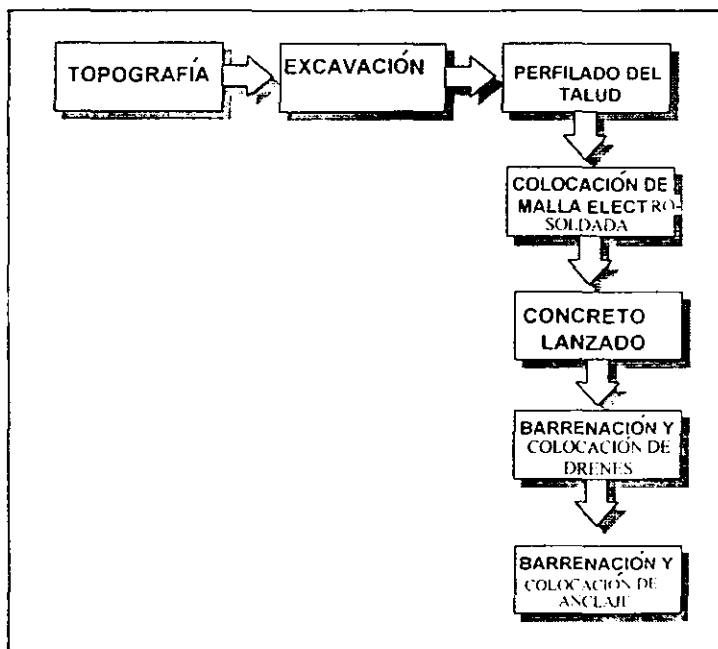 TOPOGRAFÍA
EXCAVACIÓN
PERFILADO DEL
TALUD
COLOCACIÓN DE
MALLA ELECTRO-
SOLDADA
CONCRETO
LANZADO
BARRENACIÓN Y
COLOCACIÓN DE
DRENES
BARRENACIÓN Y
COLOCACIÓN DE
ANCLAJE